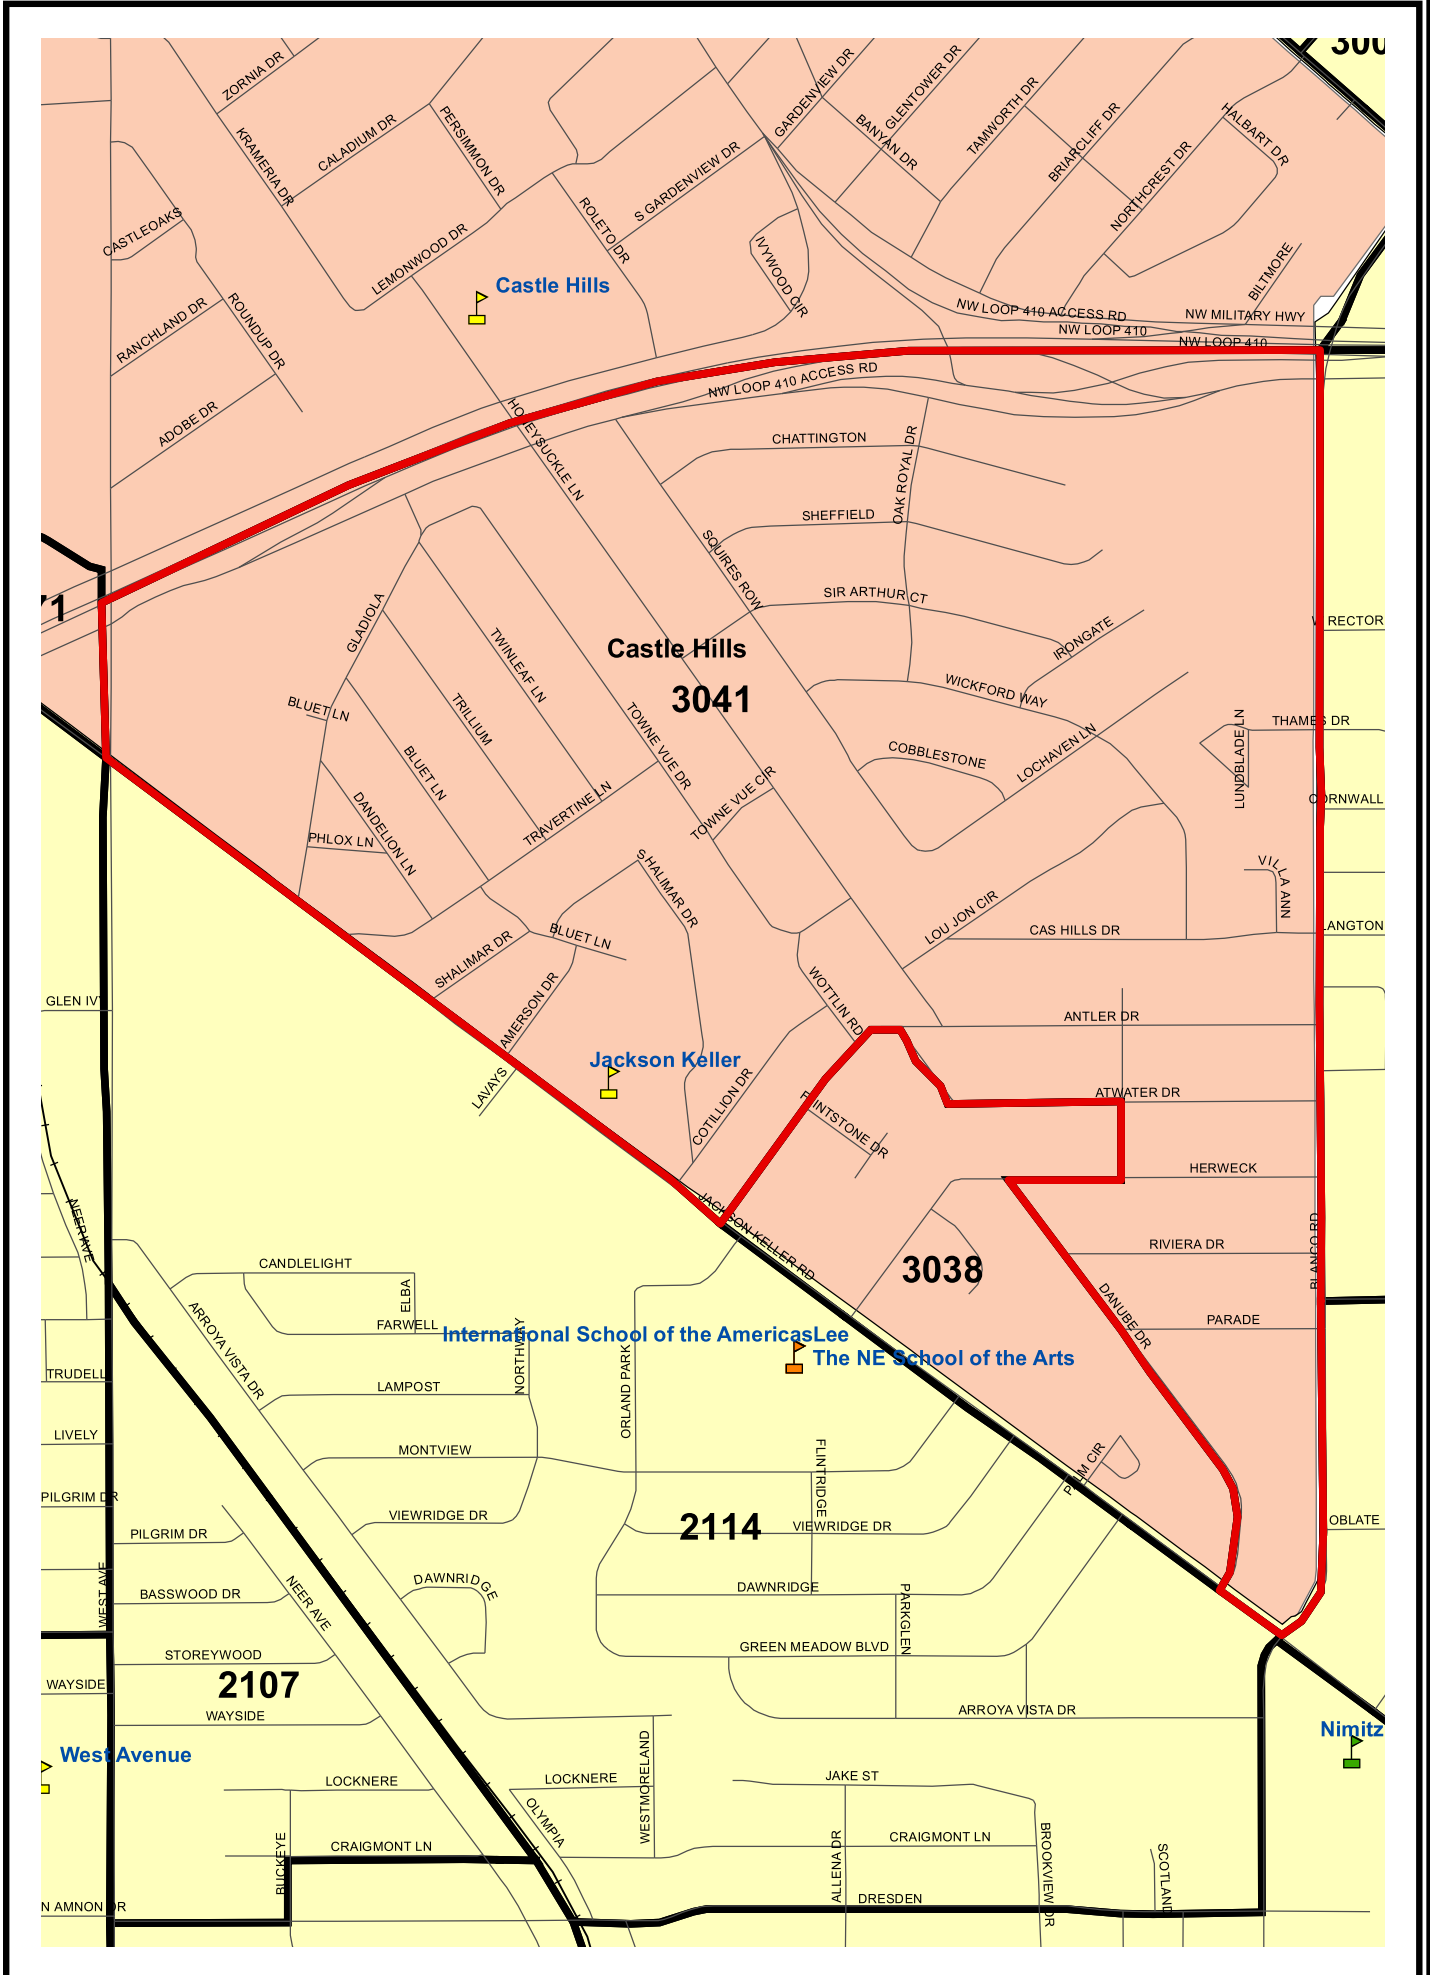 300
ZORNIA DR
GARDENVIEW DR
GLENTOWER DR
TAMWORTH DR
KRAMERIA DR
CALADIUM DR
PERSIMMON DR
BANYAN DR
BRIARCLIFF DR
HALBART DR
S GARDENVIEW DR
NORTHCREST DR
CASTLEOAKS
LEMONWOOD DR
ROLETO DR
IVYWOOD CIR
BILTMORE
Castle Hills
RANCHLAND DR
ROUNDUP DR
NW LOOP 410 ACCESS RD
NW MILITARY HWY
NW LOOP 410
NW LOOP 410
NW LOOP 410 ACCESS RD
ADOBE DR
HONEYSUCKLE LN
CHATTINGTON
OAK ROYAL DR
SHEFFIELD
SQUIRES ROW
71
GLADIOLA
SIR ARTHUR CT
W RECTOR
TWINLEAF LN
Castle Hills
IRONGATE
3041
BLUET LN
TRILLIUM
WICKFORD WAY
TOWNE VUE DR
THAMES DR
BLUET LN
COBBLESTONE
LOCHAVEN LN
LUNDBLADE LN
DANDELION LN
TRAVERTINE LN
TOWNE VUE CIR
CORNWALL
PHLOX LN
SHALIMAR DR
VILLA ANN
LOU JON CIR
CAS HILLS DR
LANGTON
SHALIMAR DR
BLUET LN
WOTTLIN RD
GLEN IVY
AMERSON DR
ANTLER DR
Jackson Keller
LAVAYS
COTILLION DR
FLINTSTONE DR
ATWATER DR
HERWECK
JACKSON KELLER RD
NEER AVE
RIVIERA DR
BLANCO RD
CANDLELIGHT
3038
ELBA
DANUBE DR
ARROYA VISTA DR
FARWELL
NORTHWAY
International School of the AmericasLee
PARADE
The NE School of the Arts
TRUDELL
LAMPOST
ORLAND PARK
LIVELY
MONTVIEW
FLINTRIDGE
PALM CIR
PILGRIM DR
VIEWRIDGE DR
2114
VIEWRIDGE DR
OBLATE
PILGRIM DR
WEST AVE
BASSWOOD DR
NEER AVE
DAWNRIDGE
DAWNRIDGE
PARKGLEN
STOREYWOOD
GREEN MEADOW BLVD
WAYSIDE
2107
WAYSIDE
ARROYA VISTA DR
Nimitz
West Avenue
LOCKNERE
LOCKNERE
WESTMORELAND
JAKE ST
OLYMPIA
BUCKEYE
CRAIGMONT LN
ALLENA DR
CRAIGMONT LN
BROOKVIEW DR
SCOTLAND
N AMNON DR
DRESDEN